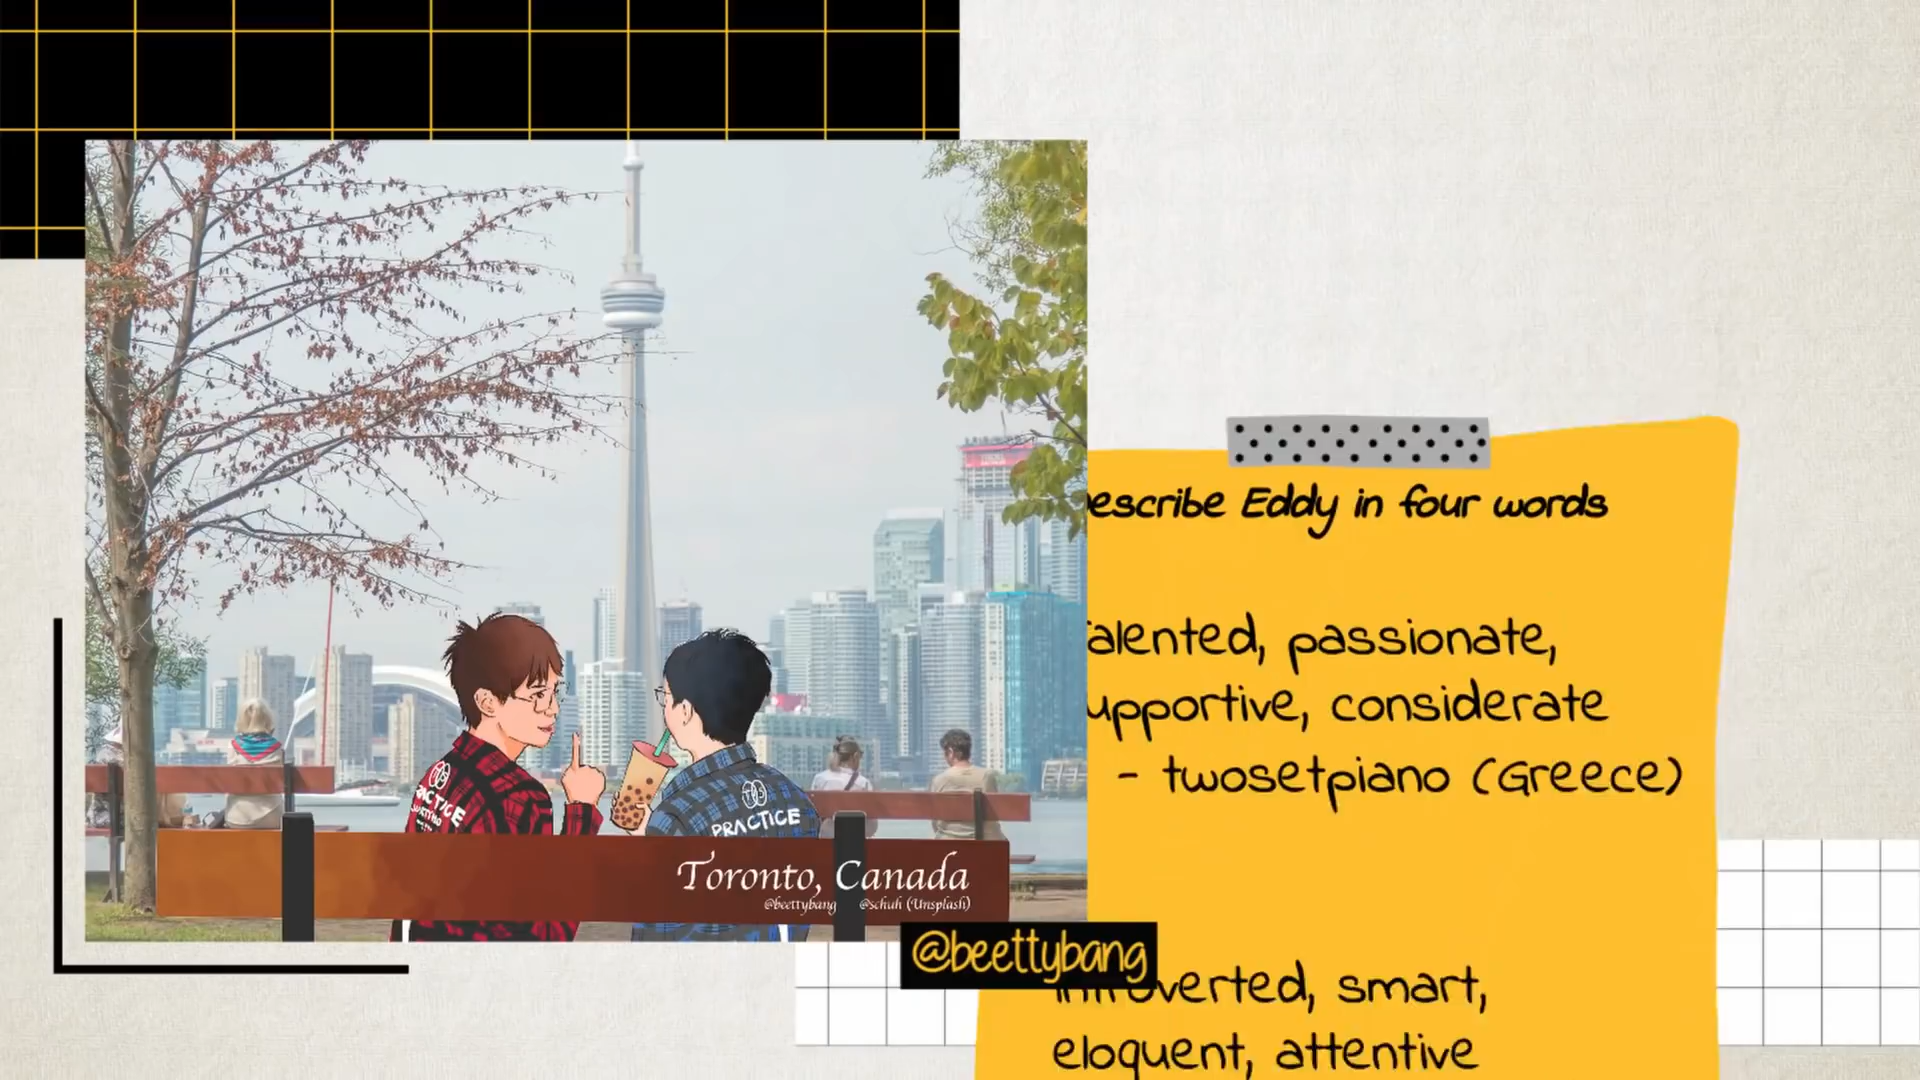 PRACTICE
PRACTICE
Toronto, Canada
@beettybang @schuh (Unsplash)
@beettybang
escribe Eddy in four words
alented, passionate,
upportive, considerate
- twosetpiano (Greece)
introverted, smart,
eloquent, attentive